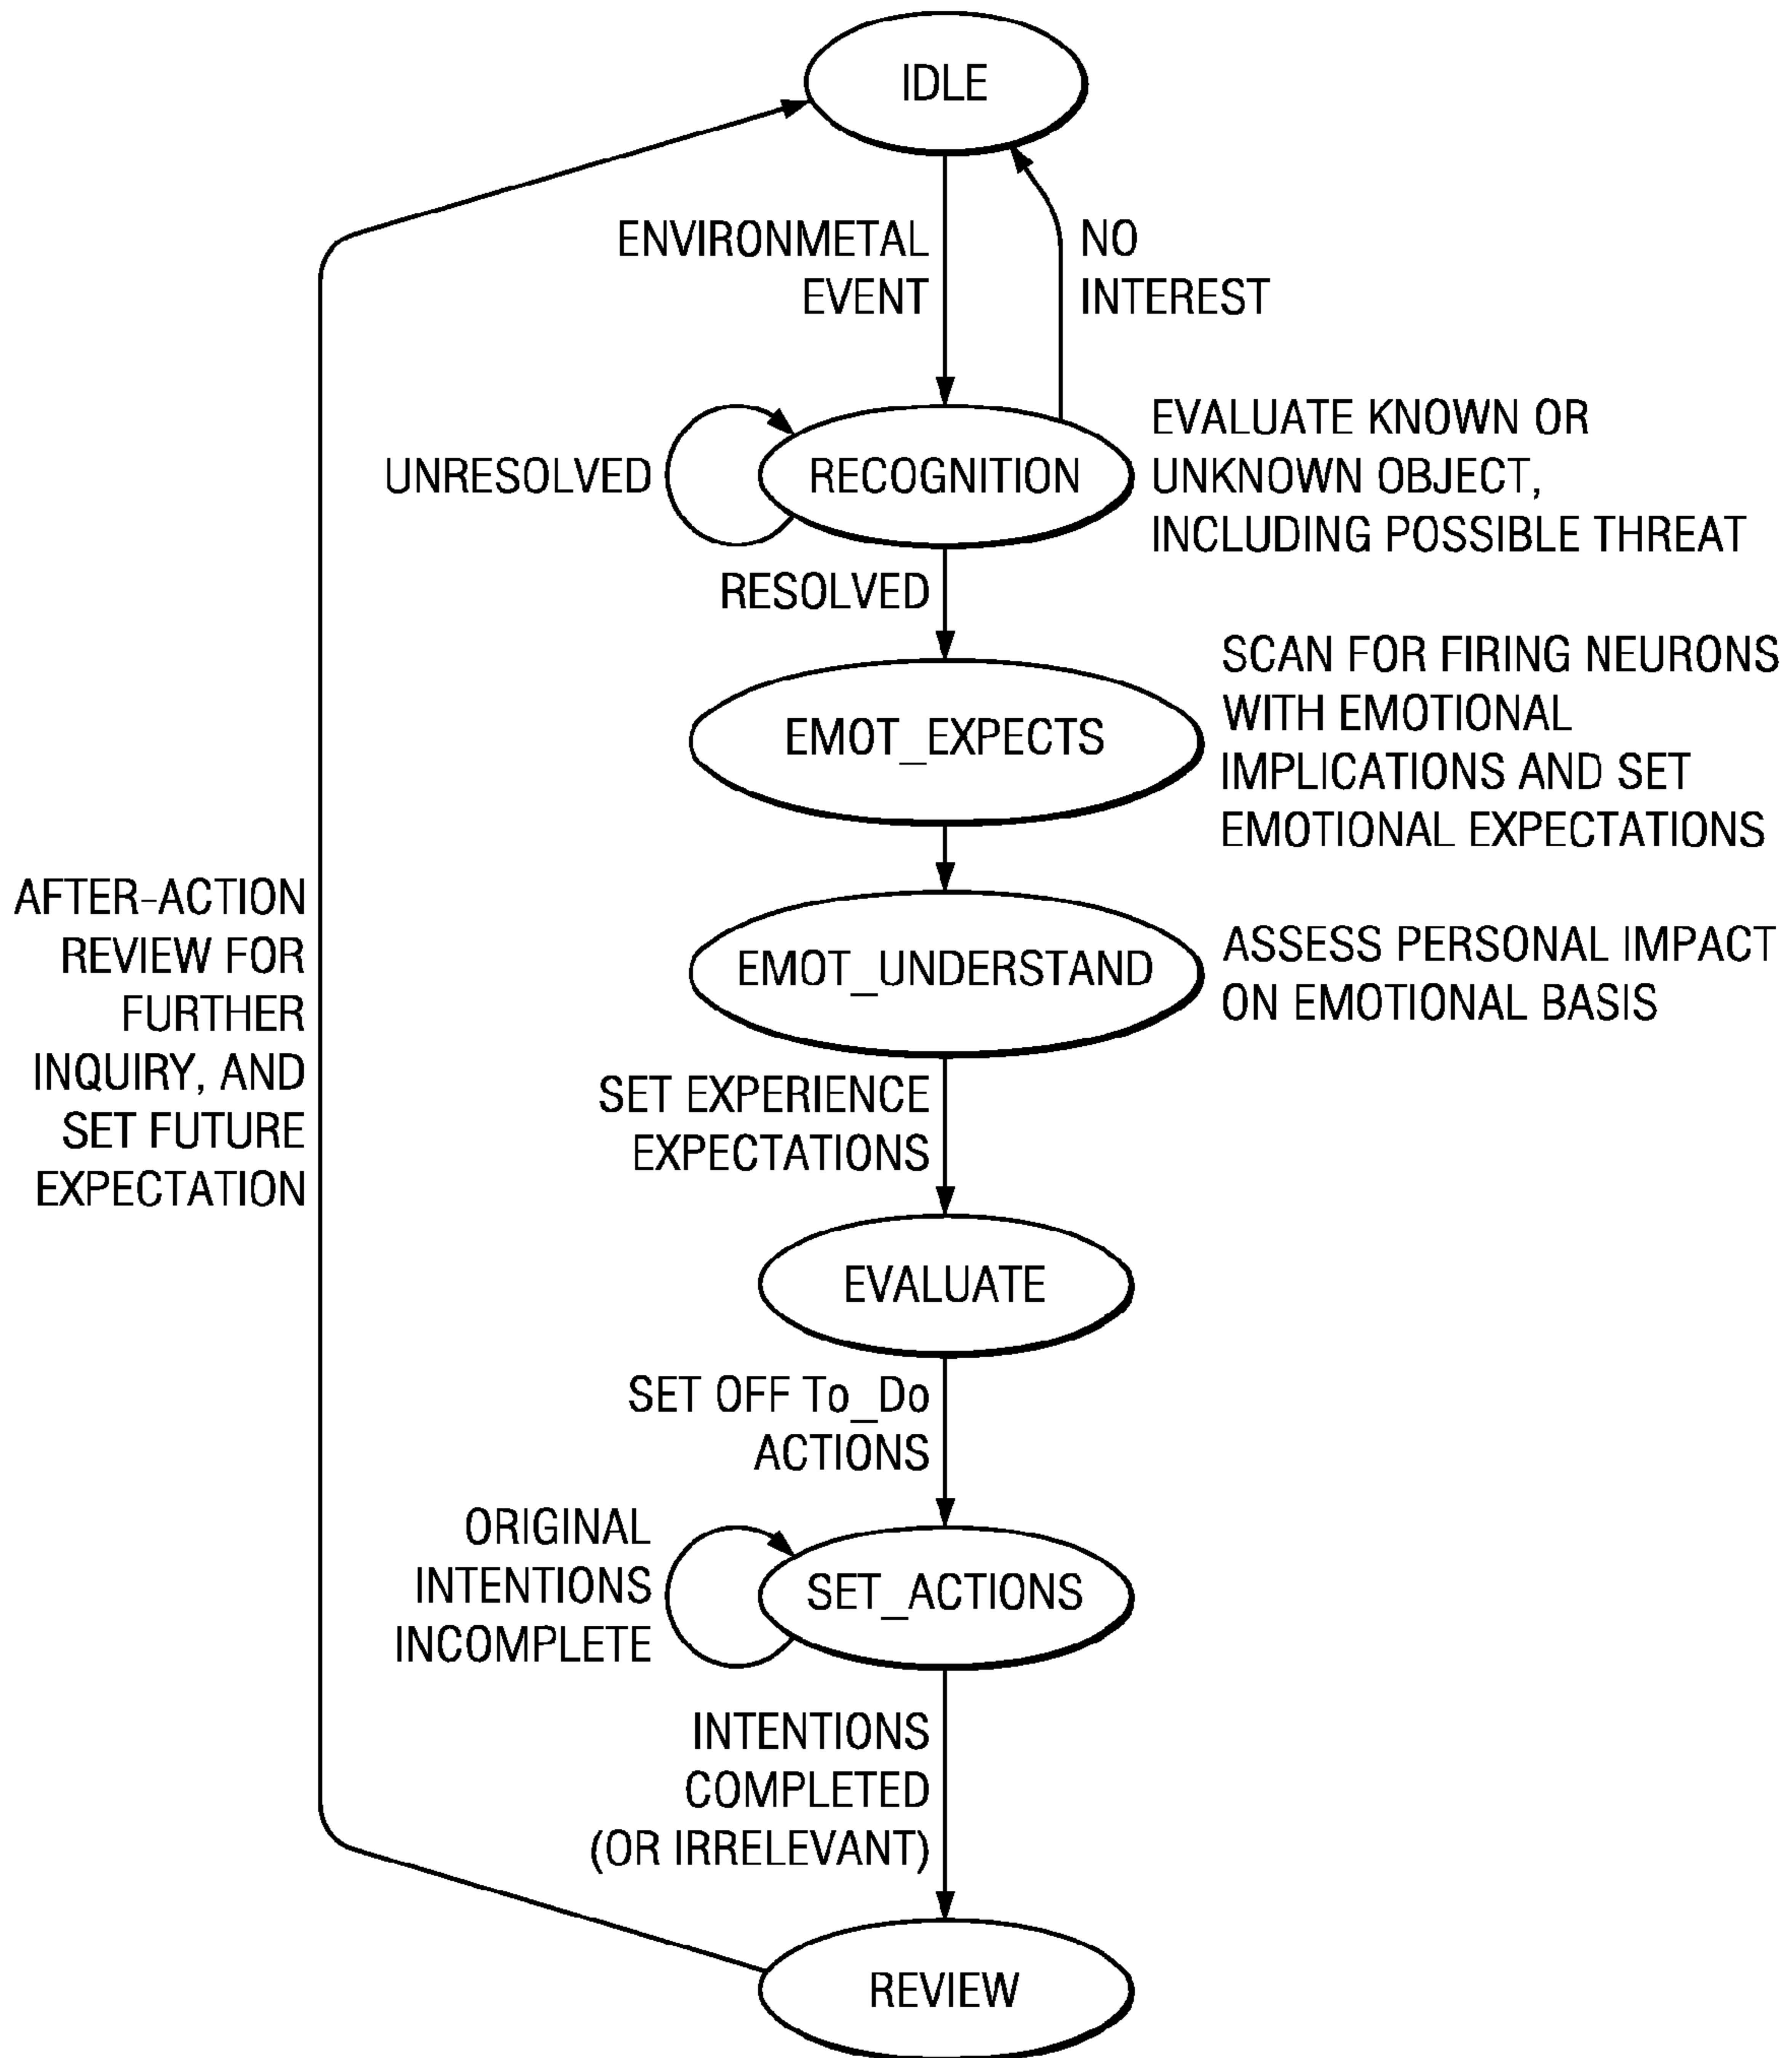 IDLE
ENVIRONMETAL
EVENT
NO
INTEREST
UNRESOLVED
RECOGNITION
EVALUATE KNOWN OR
UNKNOWN OBJECT,
INCLUDING POSSIBLE THREAT
RESOLVED
EMOT_EXPECTS
SCAN FOR FIRING NEURONS
WITH EMOTIONAL
IMPLICATIONS AND SET
EMOTIONAL EXPECTATIONS
AFTER-ACTION
REVIEW FOR
FURTHER
INQUIRY, AND
SET FUTURE
EXPECTATION
EMOT_UNDERSTAND
ASSESS PERSONAL IMPACT
ON EMOTIONAL BASIS
SET EXPERIENCE
EXPECTATIONS
EVALUATE
SET OFF To_Do
ACTIONS
ORIGINAL
INTENTIONS
INCOMPLETE
SET_ACTIONS
INTENTIONS
COMPLETED
(OR IRRELEVANT)
REVIEW